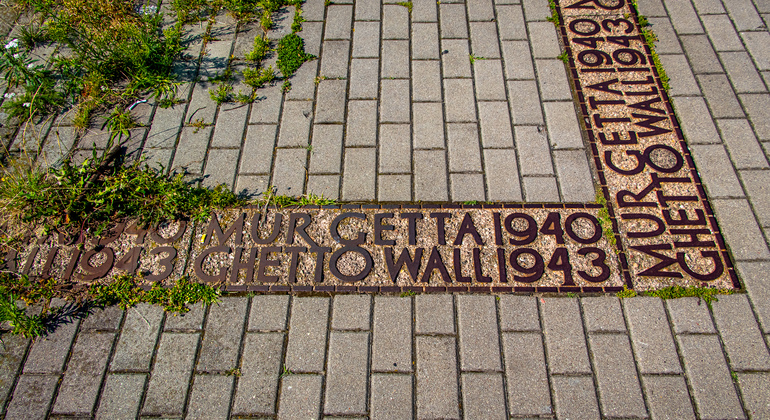 MUR GETTA 1940
1943 GHETTO WALL 1943
MUR GETTA 1940
GHETTO WALL 1943